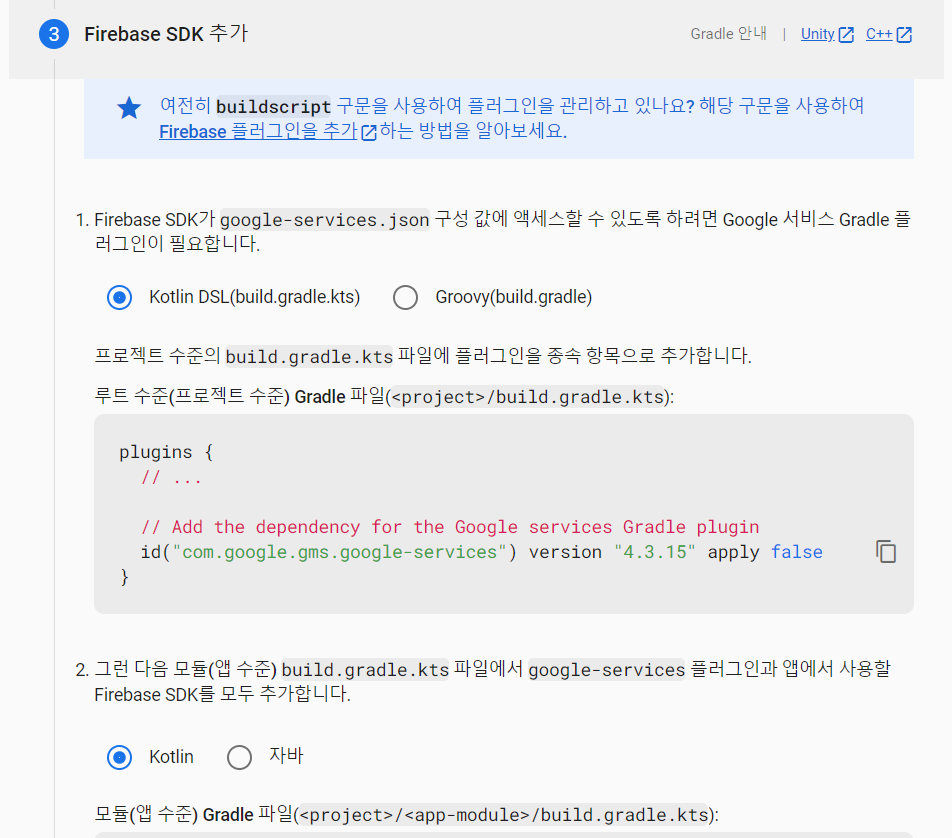 3 Firebase SDK 추가 Gradle 안내 | Unity C++
여전히 buildscript 구문을 사용하여 플러그인을 관리하고 있나요? 해당 구문을 사용하여
Firebase 플러그인을 추가하는 방법을 알아보세요.
1. Firebase SDK가 google-services.json 구성 값에 액세스할 수 있도록 하려면 Google 서비스 Gradle 플
러그인이 필요합니다.
Kotlin DSL(build.gradle.kts) Groovy(build.gradle)
프로젝트 수준의 build.gradle.kts 파일에 플러그인을 종속 항목으로 추가합니다.
루트 수준(프로젝트 수준) Gradle 파일(<project>/build.gradle.kts):
plugins {
// ...
// Add the dependency for the Google services Gradle plugin
id("com.google.gms.google-services") version "4.3.15" apply false
}
2. 그런 다음 모듈(앱 수준) build.gradle.kts 파일에서 google-services 플러그인과 앱에서 사용할
Firebase SDK를 모두 추가합니다.
Kotlin 자바
모듈(앱 수준) Gradle 파일(<project>/<app-module>/build.gradle.kts):